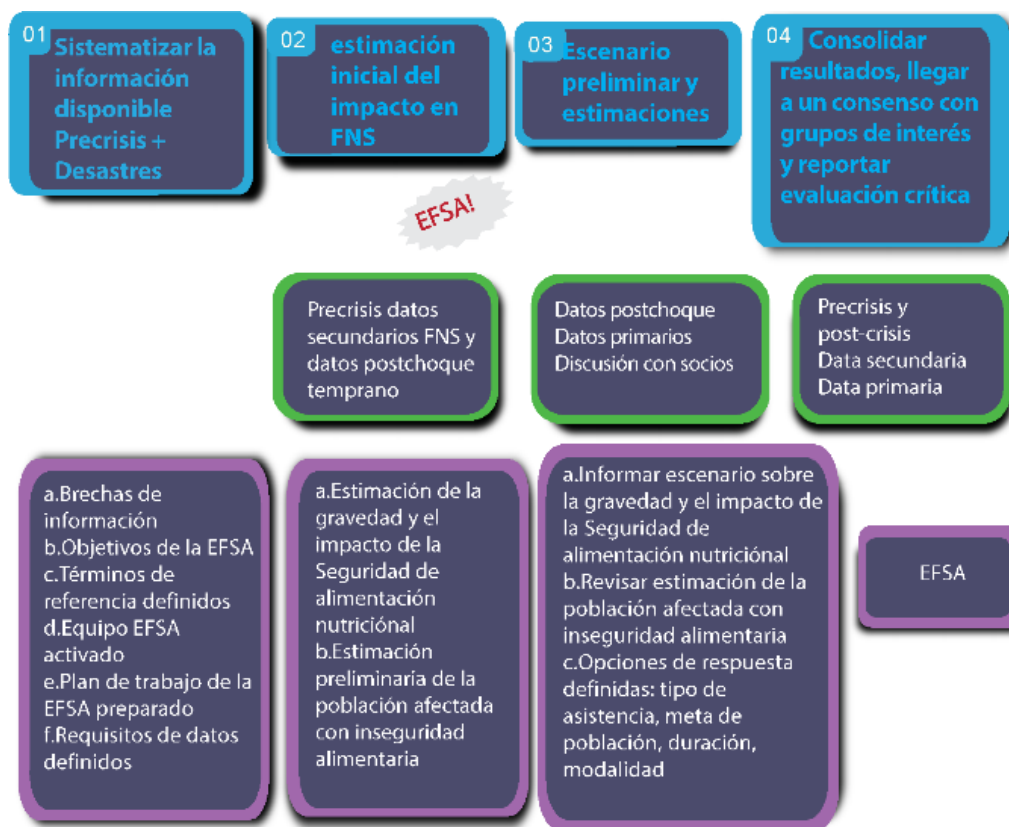 01
Sistematizar la
información
disponible
Precrisis +
Desastres
02
estimación
inicial del
impacto en
FNS
03
Escenario
preliminar y
estimaciones
04
Consolidar
resultados, llegar
a un consenso con
grupos de interés
y reportar
evaluación crítica
EFSA!
Precrisis datos
secundarios FNS y
datos postchoque
temprano
Datos postchoque
Datos primarios
Discusión con socios
Precrisis y
post-crisis
Data secundaria
Data primaria
a.Brechas de
información
b.Objetivos de la EFSA
c.Términos de
referencia definidos
d.Equipo EFSA
activado
e.Plan de trabajo de la
EFSA preparado
f.Requisitos de datos
definidos
a.Estimación de la
gravedad y el
impacto de la
Seguridad de
alimentación
nutriciónal
b.Estimación
preliminaría de la
población afectada
con inseguridad
alimentaria
a.Informar escenario sobre
la gravedad y el impacto de
la Seguridad de
alimentación nutriciónal
b.Revisar estimación de la
población afectada con
inseguridad alimentaria
c.Opciones de respuesta
definidas: tipo de
asistencia, meta de
población, duración,
modalidad
EFSA